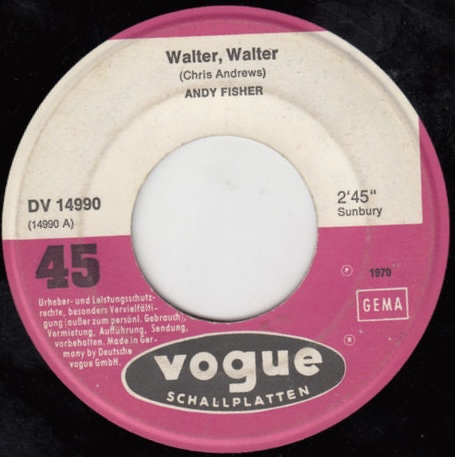 Walter, Walter
(Chris Andrews)
ANDY FISHER
DV 14990
(14990 A)
2'45“
Sunbury
45
Ⓟ 1970
GEMA
Urheber- und Leistungsschutz-
rechte, besonders Vervielfälti-
gung (außer zum persönl. Gebrauch),
Vermietung, Aufführung, Sendung,
vorbehalten. Made in Ger-
many by Deutsche
vogue GmbH.
®
vogue
SCHALLPLATTEN